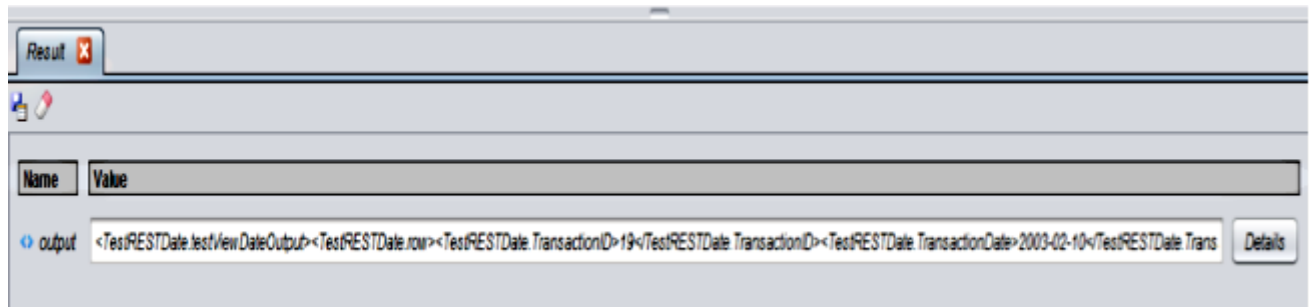 Result
Name Value
output <TestRESTDate.testViewDateOutput><TestRESTDate.row><TestRESTDate.TransactionID>19</TestRESTDate.TransactionID><TestRESTDate.TransactionDate>2003-02-10</TestRESTDate.Trans Details